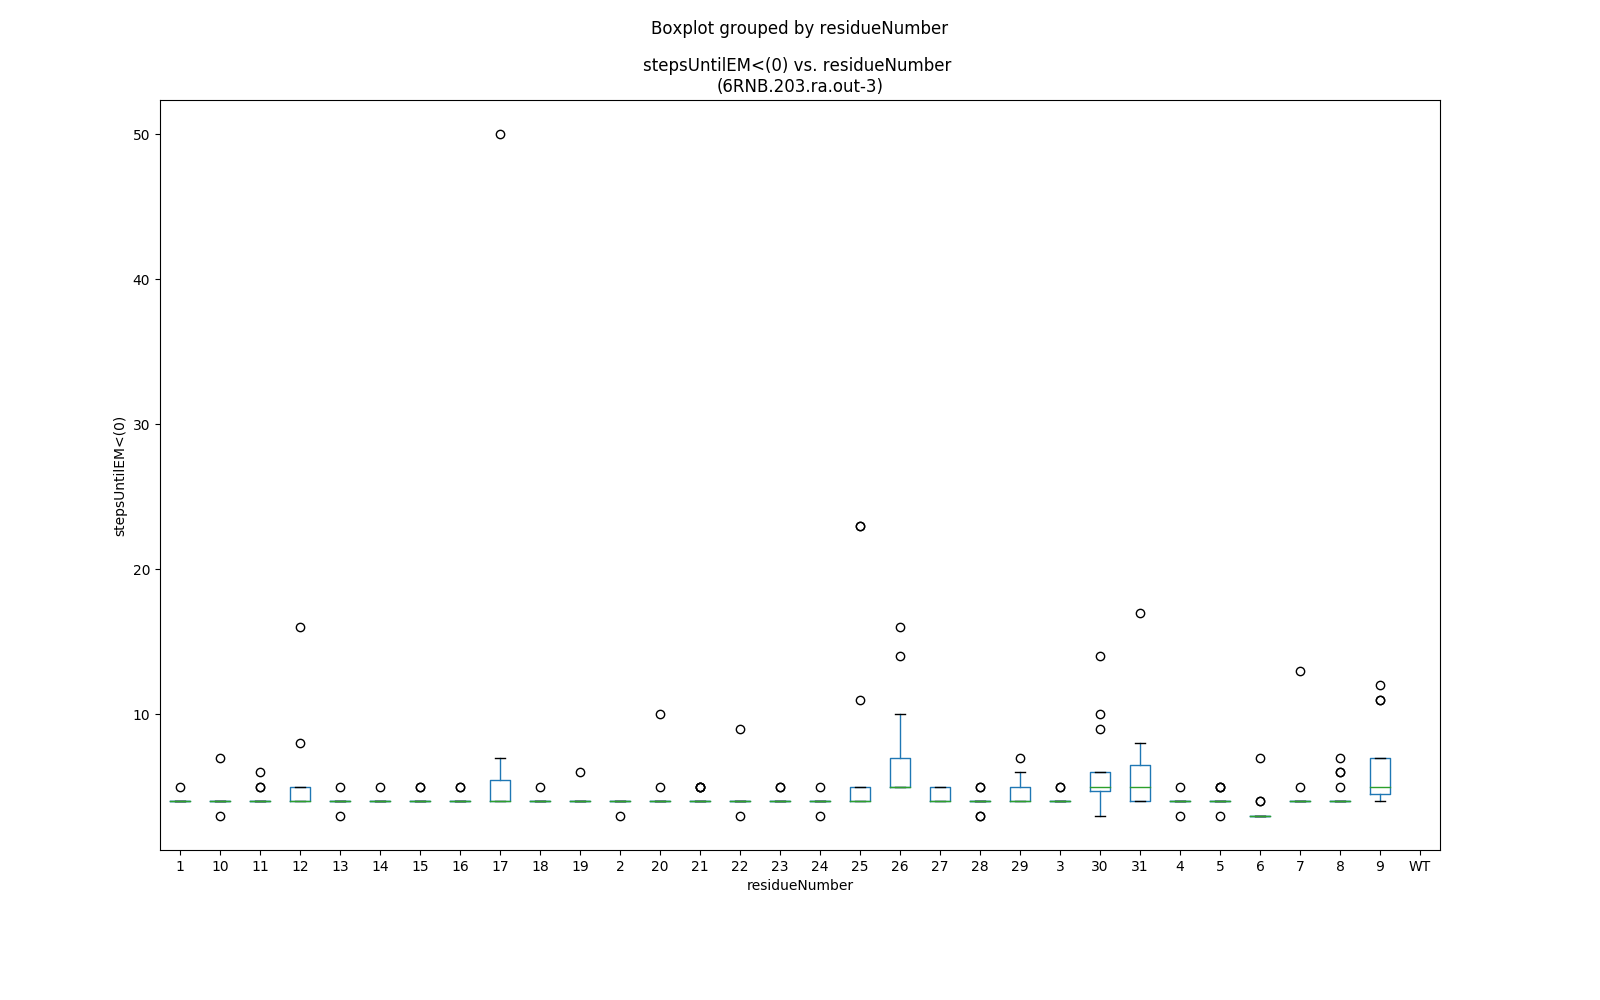 Boxplot grouped by residueNumber
stepsUntilEM<(0) vs. residueNumber
(6RNB.203.ra.out-3)
50
40
30
20
10
stepsUntilEM<(0)
1 10 11 12 13 14 15 16 17 18 19 2 20 21 22 23 24 25 26 27 28 29 3 30 31 4 5 6 7 8 9 WT
residueNumber